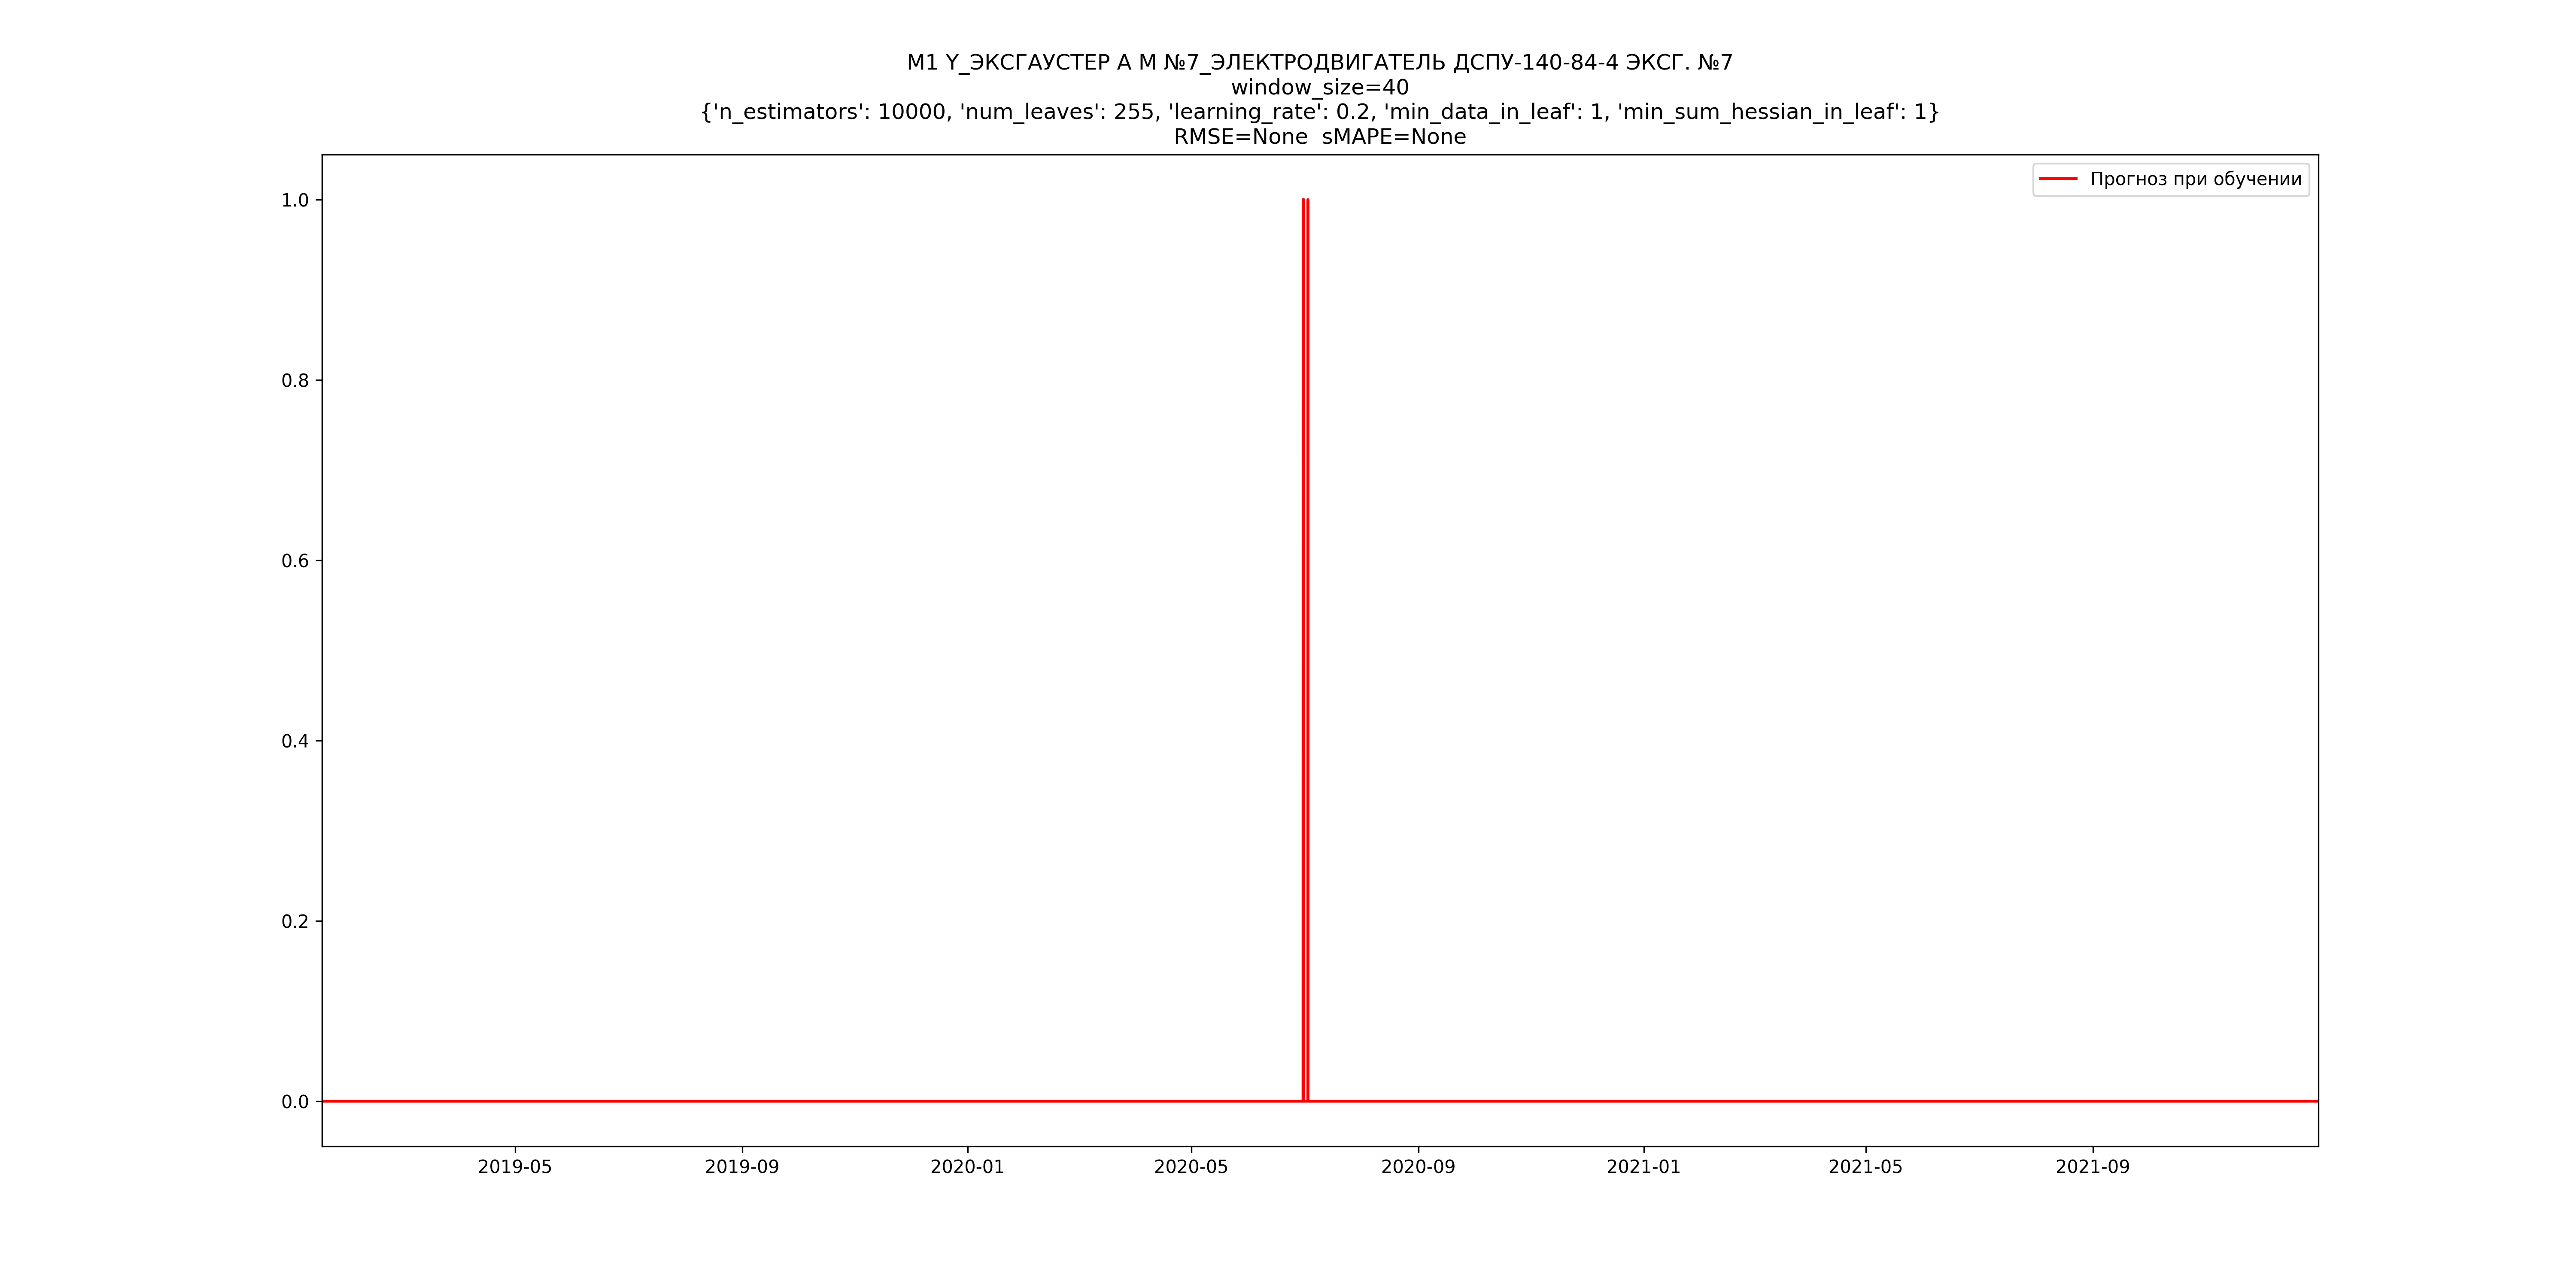 M1 Y_ЭКСГАУСТЕР А М №7_ЭЛЕКТРОДВИГАТЕЛЬ ДСПУ-140-84-4 ЭКСГ. №7
window_size=40
{'n_estimators': 10000, 'num_leaves': 255, 'learning_rate': 0.2, 'min_data_in_leaf': 1, 'min_sum_hessian_in_leaf': 1}
RMSE=None  sMAPE=None
Прогноз при обучении
1.0
0.8
0.6
0.4
0.2
0.0
2019-05
2019-09
2020-01
2020-05
2020-09
2021-01
2021-05
2021-09